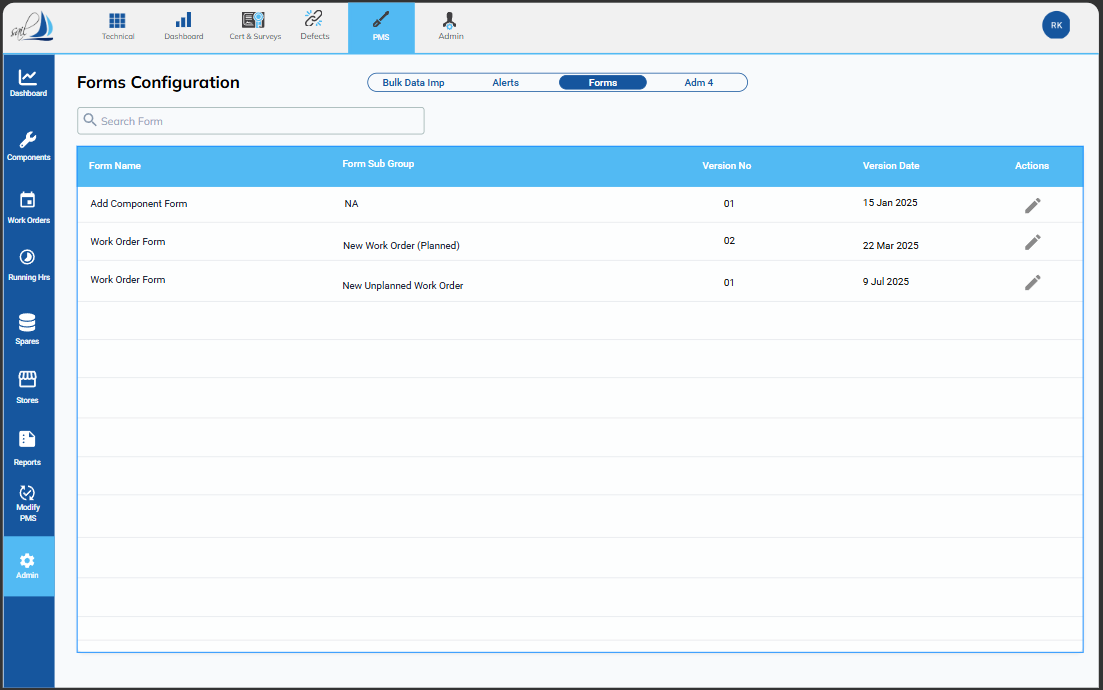 sail
Technical
Dashboard
Cert & Surveys
Defects
PMS
Admin
RK
Dashboard
Components
Work Orders
Running Hrs
Spares
Stores
Reports
Modify
PMS
Admin
Forms Configuration
Bulk Data Imp
Alerts
Forms
Adm 4
Search Form
Form Name Form Sub Group Version No Version Date Actions
Add Component Form NA 01 15 Jan 2025
Work Order Form New Work Order (Planned) 02 22 Mar 2025
Work Order Form New Unplanned Work Order 01 9 Jul 2025